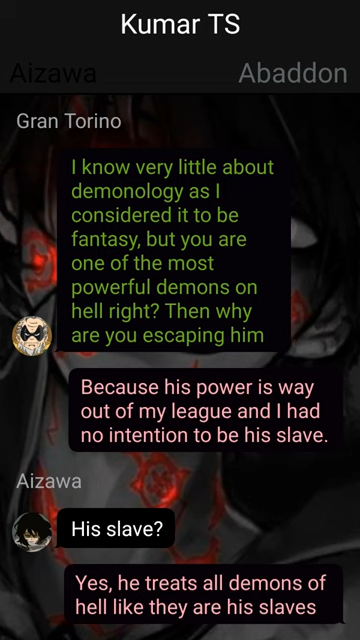 Kumar TS
Aizawa
Abaddon
Gran Torino
I know very little about
demonology as I
considered it to be
fantasy, but you are
one of the most
powerful demons on
hell right? Then why
are you escaping him
Because his power is way
out of my league and I had
no intention to be his slave.
Aizawa
His slave?
Yes, he treats all demons of
hell like they are his slaves